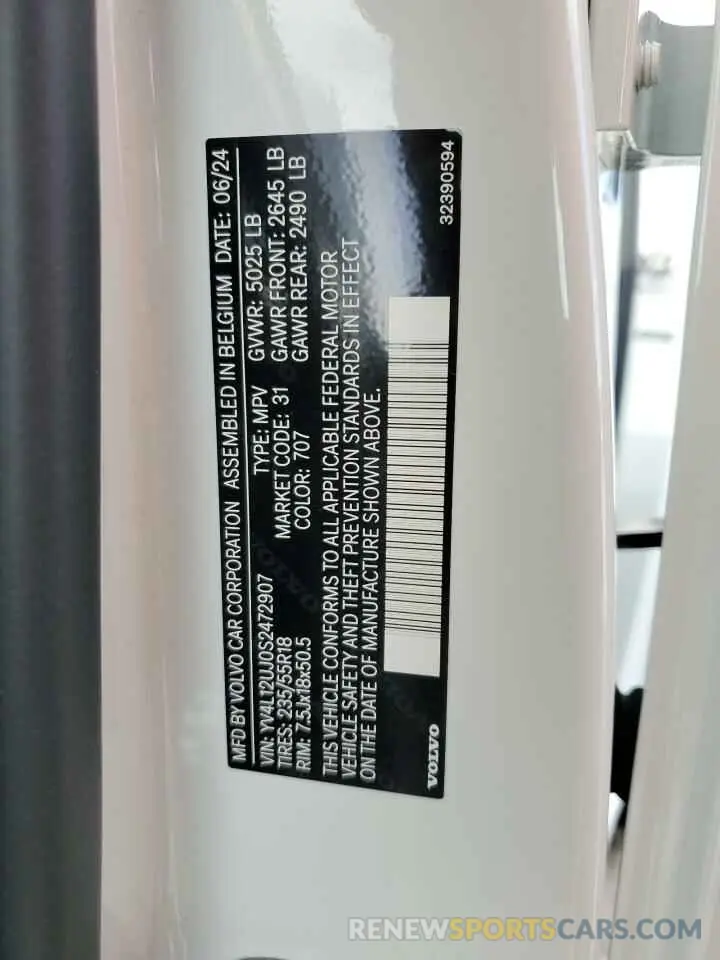 MFD BY VOLVO CAR CORPORATION ASSEMBLED IN BELGIUM DATE: 06/24
VIN: YV4L12UJ0S2472907 TYPE: MPV GVWR: 5025 LB
TIRES: 235/55R18 MARKET CODE: 31 GAWR FRONT: 2645 LB
RIM: 7.5Jx18x50.5 COLOR: 707 GAWR REAR: 2490 LB
THIS VEHICLE CONFORMS TO ALL APPLICABLE FEDERAL MOTOR
VEHICLE SAFETY AND THEFT PREVENTION STANDARDS IN EFFECT
ON THE DATE OF MANUFACTURE SHOWN ABOVE.
VOLVO 32390594
RENEWSPORTSCARS.COM